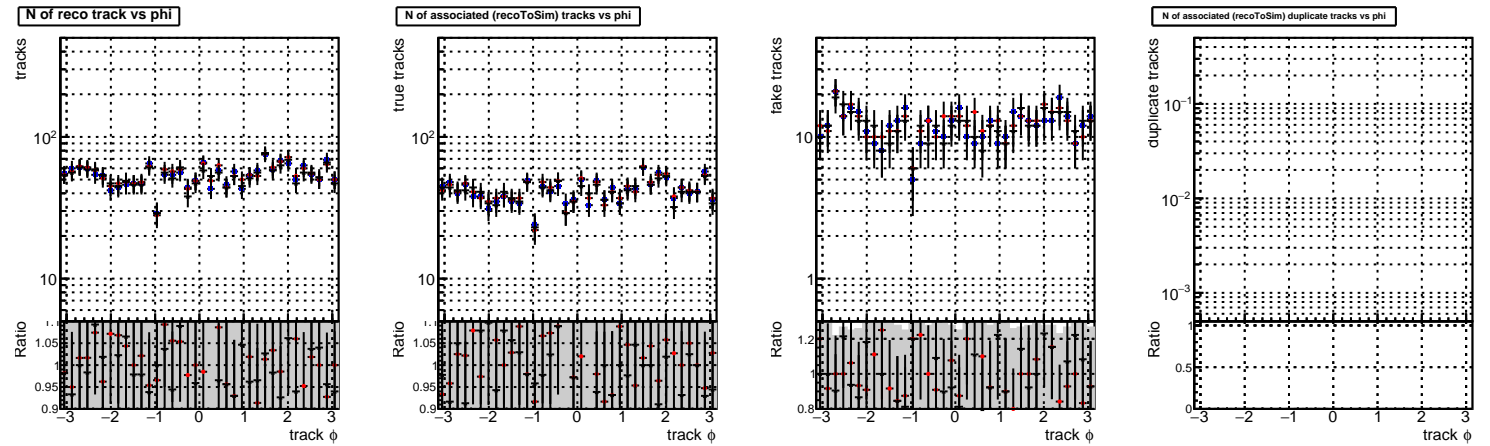 N of reco track vs phi
tracks
10²
10
Ratio
1.1
1.05
1
0.95
0.9
−3 −2 −1 0 1 2 3
track ϕ
N of associated (recoToSim) tracks vs phi
true tracks
10²
10
Ratio
1.1
1.05
1
0.95
0.9
−3 −2 −1 0 1 2 3
track ϕ
fake tracks
10
1
Ratio
1.2
1
0.8
−3 −2 −1 0 1 2 3
track ϕ
N of associated (recoToSim) duplicate tracks vs phi
duplicate tracks
10⁻¹
10⁻²
10⁻³
Ratio
1
0.5
0
−3 −2 −1 0 1 2 3
track ϕ